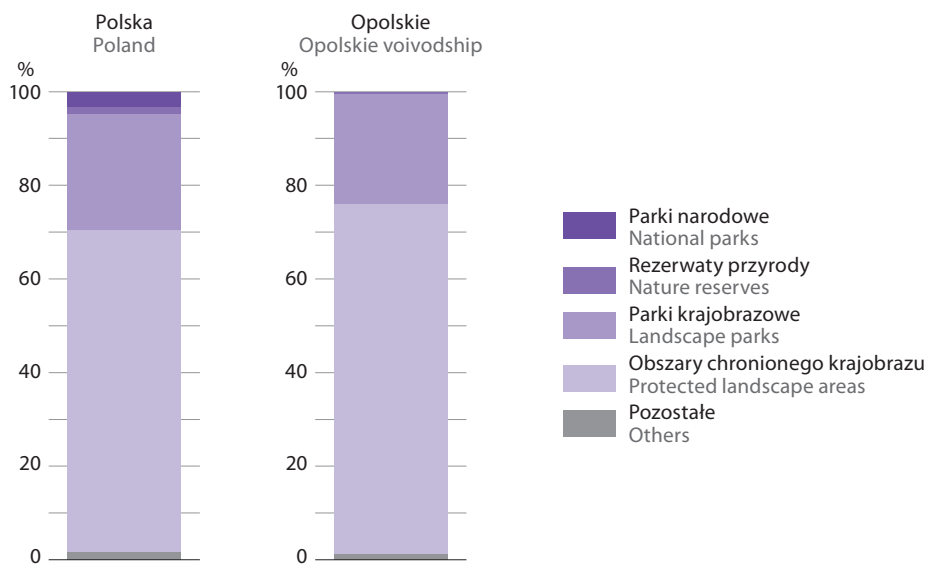 Polska
Poland
%
100
80
60
40
20
0
Opolskie
Opolskie voivodship
%
100
80
60
40
20
0
Parki narodowe
National parks
Rezerwaty przyrody
Nature reserves
Parki krajobrazowe
Landscape parks
Obszary chronionego krajobrazu
Protected landscape areas
Pozostałe
Others